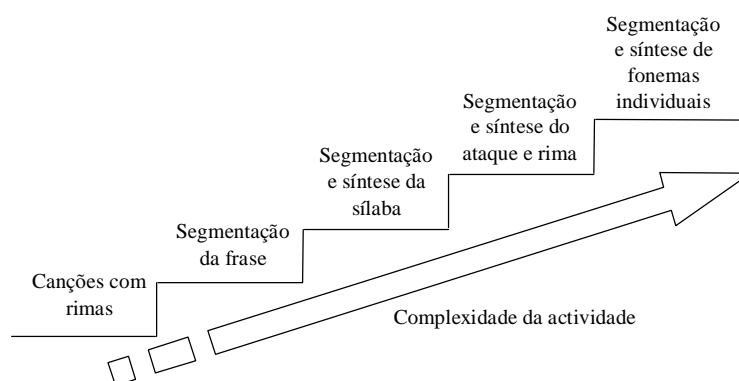 Canções com
rimas
Segmentação
da frase
Segmentação
e síntese da
sílaba
Segmentação
e síntese do
ataque e rima
Segmentação
e síntese de
fonemas
individuais
Complexidade da actividade